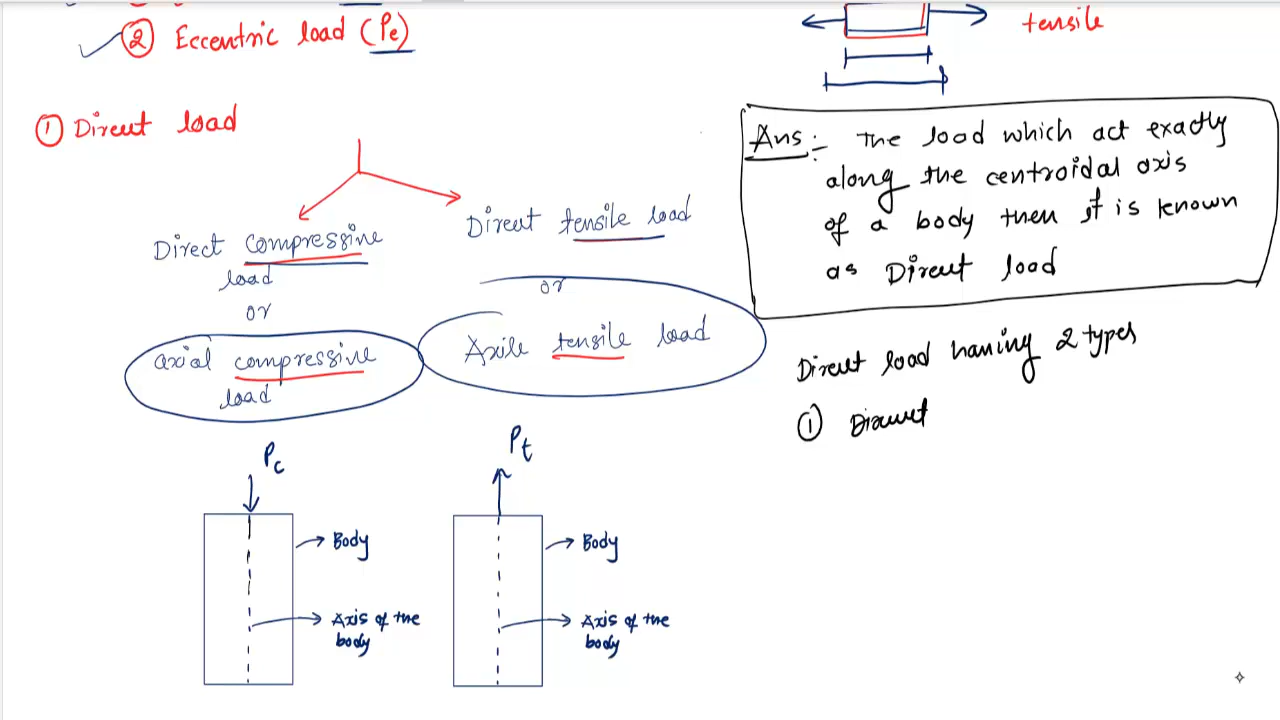 ② Eccentric load (Pe)
tensile
① Direct load
Direct compressive
load
or
axial compressive
load
Direct tensile load
or
Axile tensile load
Ans:- The load which act exactly
along the centroidal axis
of a body then it is known
as Direct load
Direct load having 2 types
① Direct
Pc
Body
Axis of the
body
Pt
Body
Axis of the
body